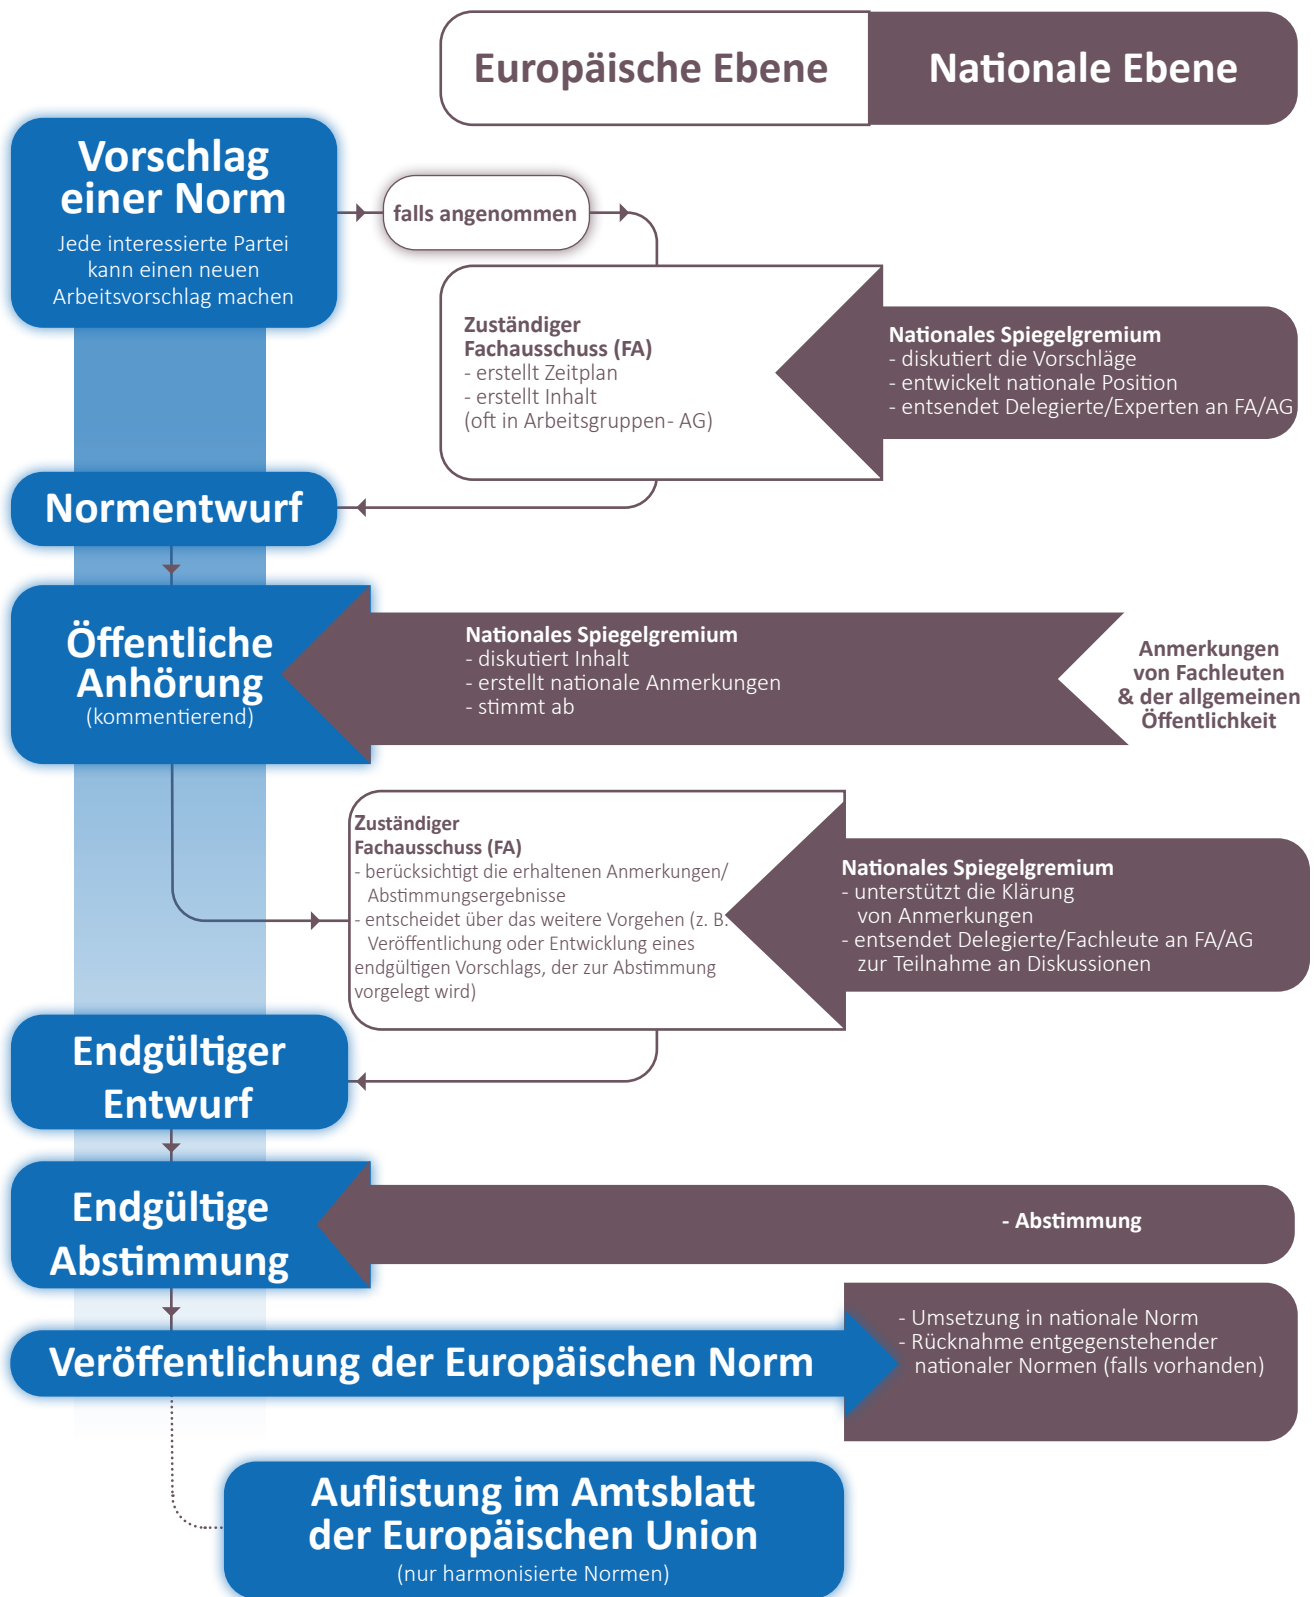 Europäische Ebene
Nationale Ebene
Vorschlag
einer Norm
Jede interessierte Partei
kann einen neuen
Arbeitsvorschlag machen
falls angenommen
Zuständiger
Fachausschuss (FA)
- erstellt Zeitplan
- erstellt Inhalt
(oft in Arbeitsgruppen- AG)
Nationales Spiegelgremium
- diskutiert die Vorschläge
- entwickelt nationale Position
- entsendet Delegierte/Experten an FA/AG
Normentwurf
Öffentliche
Anhörung
(kommentierend)
Nationales Spiegelgremium
- diskutiert Inhalt
- erstellt nationale Anmerkungen
- stimmt ab
Anmerkungen
von Fachleuten
& der allgemeinen
Öffentlichkeit
Zuständiger
Fachausschuss (FA)
- berücksichtigt die erhaltenen Anmerkungen/
Abstimmungsergebnisse
- entscheidet über das weitere Vorgehen (z. B.
Veröffentlichung oder Entwicklung eines
endgültigen Vorschlags, der zur Abstimmung
vorgelegt wird)
Nationales Spiegelgremium
- unterstützt die Klärung
von Anmerkungen
- entsendet Delegierte/Fachleute an FA/AG
zur Teilnahme an Diskussionen
Endgültiger
Entwurf
Endgültige
Abstimmung
- Abstimmung
Veröffentlichung der Europäischen Norm
- Umsetzung in nationale Norm
- Rücknahme entgegenstehender
nationaler Normen (falls vorhanden)
Auflistung im Amtsblatt
der Europäischen Union
(nur harmonisierte Normen)